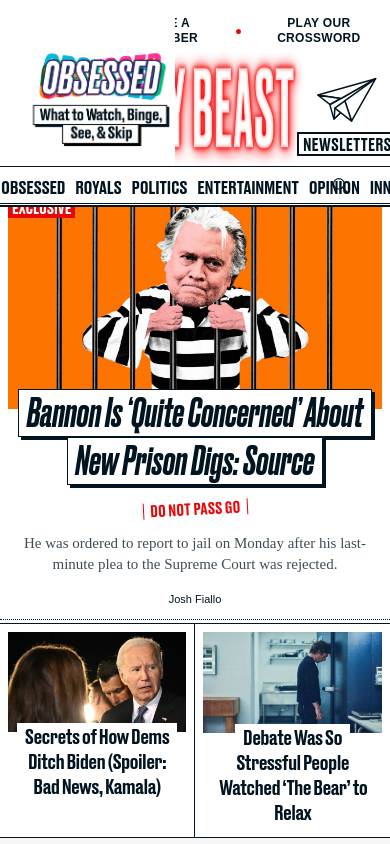 E A
BER
PLAY OUR
CROSSWORD
OBSESSED
What to Watch, Binge,
See, & Skip
Y BEAST
NEWSLETTERS
OBSESSED ROYALS POLITICS ENTERTAINMENT OPINION INN
EXCLUSIVE
Bannon Is ‘Quite Concerned’ About
New Prison Digs: Source
DO NOT PASS GO
He was ordered to report to jail on Monday after his last-
minute plea to the Supreme Court was rejected.
Josh Fiallo
Secrets of How Dems
Ditch Biden (Spoiler:
Bad News, Kamala)
Debate Was So
Stressful People
Watched ‘The Bear’ to
Relax